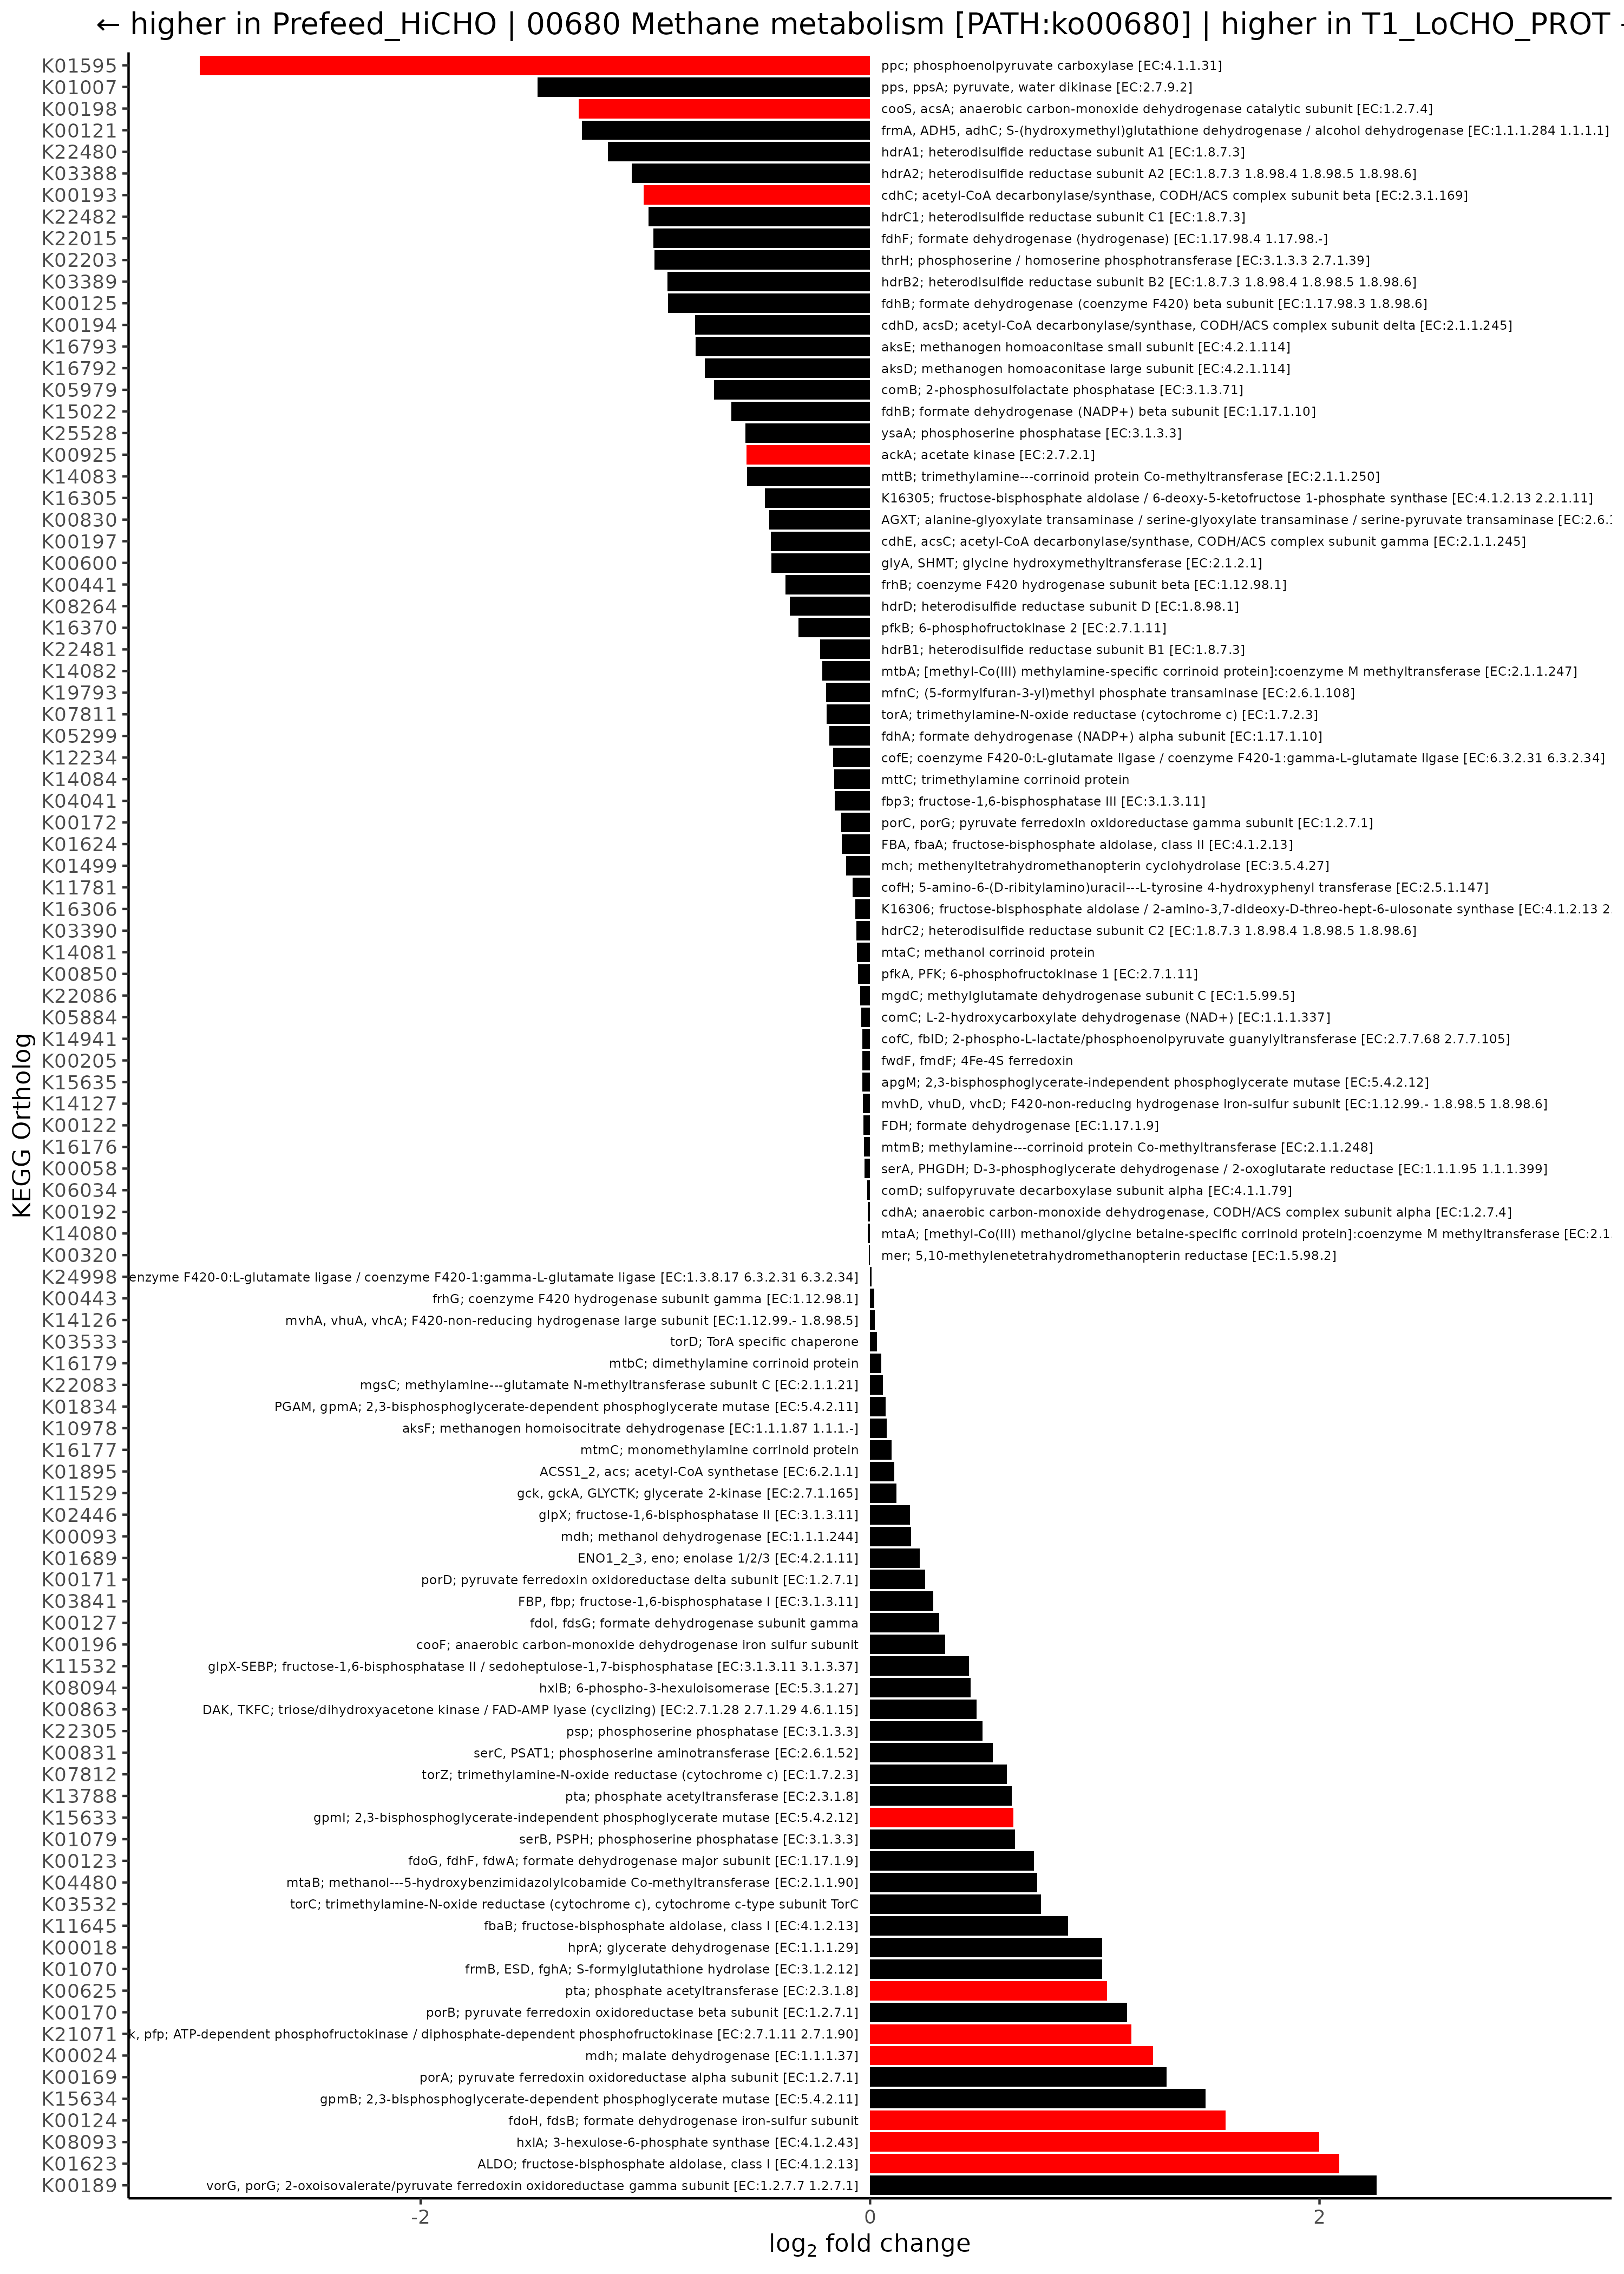 ← higher in Prefeed_HiCHO | 00680 Methane metabolism [PATH:ko00680] | higher in T1_LoCHO_PROT
K01595 ppc; phosphoenolpyruvate carboxylase [EC:4.1.1.31]
K01007 pps, ppsA; pyruvate, water dikinase [EC:2.7.9.2]
K00198 cooS, acsA; anaerobic carbon-monoxide dehydrogenase catalytic subunit [EC:1.2.7.4]
K00121 frmA, ADH5, adhC; S-(hydroxymethyl)glutathione dehydrogenase / alcohol dehydrogenase [EC:1.1.1.284 1.1.1.1]
K22480 hdrA1; heterodisulfide reductase subunit A1 [EC:1.8.7.3]
K03388 hdrA2; heterodisulfide reductase subunit A2 [EC:1.8.7.3 1.8.98.4 1.8.98.5 1.8.98.6]
K00193 cdhC; acetyl-CoA decarbonylase/synthase, CODH/ACS complex subunit beta [EC:2.3.1.169]
K22482 hdrC1; heterodisulfide reductase subunit C1 [EC:1.8.7.3]
K22015 fdhF; formate dehydrogenase (hydrogenase) [EC:1.17.98.4 1.17.98.-]
K02203 thrH; phosphoserine / homoserine phosphotransferase [EC:3.1.3.3 2.7.1.39]
K03389 hdrB2; heterodisulfide reductase subunit B2 [EC:1.8.7.3 1.8.98.4 1.8.98.5 1.8.98.6]
K00125 fdhB; formate dehydrogenase (coenzyme F420) beta subunit [EC:1.17.98.3 1.8.98.6]
K00194 cdhD, acsD; acetyl-CoA decarbonylase/synthase, CODH/ACS complex subunit delta [EC:2.1.1.245]
K16793 aksE; methanogen homoaconitase small subunit [EC:4.2.1.114]
K16792 aksD; methanogen homoaconitase large subunit [EC:4.2.1.114]
K05979 comB; 2-phosphosulfolactate phosphatase [EC:3.1.3.71]
K15022 fdhB; formate dehydrogenase (NADP+) beta subunit [EC:1.17.1.10]
K25528 ysaA; phosphoserine phosphatase [EC:3.1.3.3]
K00925 ackA; acetate kinase [EC:2.7.2.1]
K14083 mttB; trimethylamine---corrinoid protein Co-methyltransferase [EC:2.1.1.250]
K16305 K16305; fructose-bisphosphate aldolase / 6-deoxy-5-ketofructose 1-phosphate synthase [EC:4.1.2.13 2.2.1.11]
K00830 AGXT; alanine-glyoxylate transaminase / serine-glyoxylate transaminase / serine-pyruvate transaminase [EC:2.6.
K00197 cdhE, acsC; acetyl-CoA decarbonylase/synthase, CODH/ACS complex subunit gamma [EC:2.1.1.245]
K00600 glyA, SHMT; glycine hydroxymethyltransferase [EC:2.1.2.1]
K00441 frhB; coenzyme F420 hydrogenase subunit beta [EC:1.12.98.1]
K08264 hdrD; heterodisulfide reductase subunit D [EC:1.8.98.1]
K16370 pfkB; 6-phosphofructokinase 2 [EC:2.7.1.11]
K22481 hdrB1; heterodisulfide reductase subunit B1 [EC:1.8.7.3]
K14082 mtbA; [methyl-Co(III) methylamine-specific corrinoid protein]:coenzyme M methyltransferase [EC:2.1.1.247]
K19793 mfnC; (5-formylfuran-3-yl)methyl phosphate transaminase [EC:2.6.1.108]
K07811 torA; trimethylamine-N-oxide reductase (cytochrome c) [EC:1.7.2.3]
K05299 fdhA; formate dehydrogenase (NADP+) alpha subunit [EC:1.17.1.10]
K12234 cofE; coenzyme F420-0:L-glutamate ligase / coenzyme F420-1:gamma-L-glutamate ligase [EC:6.3.2.31 6.3.2.34]
K14084 mttC; trimethylamine corrinoid protein
K04041 fbp3; fructose-1,6-bisphosphatase III [EC:3.1.3.11]
K00172 porC, porG; pyruvate ferredoxin oxidoreductase gamma subunit [EC:1.2.7.1]
K01624 FBA, fbaA; fructose-bisphosphate aldolase, class II [EC:4.1.2.13]
K01499 mch; methenyltetrahydromethanopterin cyclohydrolase [EC:3.5.4.27]
K11781 cofH; 5-amino-6-(D-ribitylamino)uracil---L-tyrosine 4-hydroxyphenyl transferase [EC:2.5.1.147]
K16306 K16306; fructose-bisphosphate aldolase / 2-amino-3,7-dideoxy-D-threo-hept-6-ulosonate synthase [EC:4.1.2.13 2.
K03390 hdrC2; heterodisulfide reductase subunit C2 [EC:1.8.7.3 1.8.98.4 1.8.98.5 1.8.98.6]
K14081 mtaC; methanol corrinoid protein
K00850 pfkA, PFK; 6-phosphofructokinase 1 [EC:2.7.1.11]
K22086 mgdC; methylglutamate dehydrogenase subunit C [EC:1.5.99.5]
K05884 comC; L-2-hydroxycarboxylate dehydrogenase (NAD+) [EC:1.1.1.337]
K14941 cofC, fbiD; 2-phospho-L-lactate/phosphoenolpyruvate guanylyltransferase [EC:2.7.7.68 2.7.7.105]
K00205 fwdF, fmdF; 4Fe-4S ferredoxin
K15635 apgM; 2,3-bisphosphoglycerate-independent phosphoglycerate mutase [EC:5.4.2.12]
K14127 mvhD, vhuD, vhcD; F420-non-reducing hydrogenase iron-sulfur subunit [EC:1.12.99.- 1.8.98.5 1.8.98.6]
K00122 FDH; formate dehydrogenase [EC:1.17.1.9]
K16176 mtmB; methylamine---corrinoid protein Co-methyltransferase [EC:2.1.1.248]
K00058 serA, PHGDH; D-3-phosphoglycerate dehydrogenase / 2-oxoglutarate reductase [EC:1.1.1.95 1.1.1.399]
K06034 comD; sulfopyruvate decarboxylase subunit alpha [EC:4.1.1.79]
K00192 cdhA; anaerobic carbon-monoxide dehydrogenase, CODH/ACS complex subunit alpha [EC:1.2.7.4]
K14080 mtaA; [methyl-Co(III) methanol/glycine betaine-specific corrinoid protein]:coenzyme M methyltransferase [EC:2.1.
K00320 mer; 5,10-methylenetetrahydromethanopterin reductase [EC:1.5.98.2]
K24998 enzyme F420-0:L-glutamate ligase / coenzyme F420-1:gamma-L-glutamate ligase [EC:1.3.8.17 6.3.2.31 6.3.2.34]
K00443 frhG; coenzyme F420 hydrogenase subunit gamma [EC:1.12.98.1]
K14126 mvhA, vhuA, vhcA; F420-non-reducing hydrogenase large subunit [EC:1.12.99.- 1.8.98.5]
K03533 torD; TorA specific chaperone
K16179 mtbC; dimethylamine corrinoid protein
K22083 mgsC; methylamine---glutamate N-methyltransferase subunit C [EC:2.1.1.21]
K01834 PGAM, gpmA; 2,3-bisphosphoglycerate-dependent phosphoglycerate mutase [EC:5.4.2.11]
K10978 aksF; methanogen homoisocitrate dehydrogenase [EC:1.1.1.87 1.1.1.-]
K16177 mtmC; monomethylamine corrinoid protein
K01895 ACSS1_2, acs; acetyl-CoA synthetase [EC:6.2.1.1]
K11529 gck, gckA, GLYCTK; glycerate 2-kinase [EC:2.7.1.165]
K02446 glpX; fructose-1,6-bisphosphatase II [EC:3.1.3.11]
K00093 mdh; methanol dehydrogenase [EC:1.1.1.244]
K01689 ENO1_2_3, eno; enolase 1/2/3 [EC:4.2.1.11]
K00171 porD; pyruvate ferredoxin oxidoreductase delta subunit [EC:1.2.7.1]
K03841 FBP, fbp; fructose-1,6-bisphosphatase I [EC:3.1.3.11]
K00127 fdoI, fdsG; formate dehydrogenase subunit gamma
K00196 cooF; anaerobic carbon-monoxide dehydrogenase iron sulfur subunit
K11532 glpX-SEBP; fructose-1,6-bisphosphatase II / sedoheptulose-1,7-bisphosphatase [EC:3.1.3.11 3.1.3.37]
K08094 hxlB; 6-phospho-3-hexuloisomerase [EC:5.3.1.27]
K00863 DAK, TKFC; triose/dihydroxyacetone kinase / FAD-AMP lyase (cyclizing) [EC:2.7.1.28 2.7.1.29 4.6.1.15]
K22305 psp; phosphoserine phosphatase [EC:3.1.3.3]
K00831 serC, PSAT1; phosphoserine aminotransferase [EC:2.6.1.52]
K07812 torZ; trimethylamine-N-oxide reductase (cytochrome c) [EC:1.7.2.3]
K13788 pta; phosphate acetyltransferase [EC:2.3.1.8]
K15633 gpmI; 2,3-bisphosphoglycerate-independent phosphoglycerate mutase [EC:5.4.2.12]
K01079 serB, PSPH; phosphoserine phosphatase [EC:3.1.3.3]
K00123 fdoG, fdhF, fdwA; formate dehydrogenase major subunit [EC:1.17.1.9]
K04480 mtaB; methanol---5-hydroxybenzimidazolylcobamide Co-methyltransferase [EC:2.1.1.90]
K03532 torC; trimethylamine-N-oxide reductase (cytochrome c), cytochrome c-type subunit TorC
K11645 fbaB; fructose-bisphosphate aldolase, class I [EC:4.1.2.13]
K00018 hprA; glycerate dehydrogenase [EC:1.1.1.29]
K01070 frmB, ESD, fghA; S-formylglutathione hydrolase [EC:3.1.2.12]
K00625 pta; phosphate acetyltransferase [EC:2.3.1.8]
K00170 porB; pyruvate ferredoxin oxidoreductase beta subunit [EC:1.2.7.1]
K21071 k, pfp; ATP-dependent phosphofructokinase / diphosphate-dependent phosphofructokinase [EC:2.7.1.11 2.7.1.90]
K00024 mdh; malate dehydrogenase [EC:1.1.1.37]
K00169 porA; pyruvate ferredoxin oxidoreductase alpha subunit [EC:1.2.7.1]
K15634 gpmB; 2,3-bisphosphoglycerate-dependent phosphoglycerate mutase [EC:5.4.2.11]
K00124 fdoH, fdsB; formate dehydrogenase iron-sulfur subunit
K08093 hxlA; 3-hexulose-6-phosphate synthase [EC:4.1.2.43]
K01623 ALDO; fructose-bisphosphate aldolase, class I [EC:4.1.2.13]
K00189 vorG, porG; 2-oxoisovalerate/pyruvate ferredoxin oxidoreductase gamma subunit [EC:1.2.7.7 1.2.7.1]
KEGG Ortholog
-2 0 2
log2 fold change